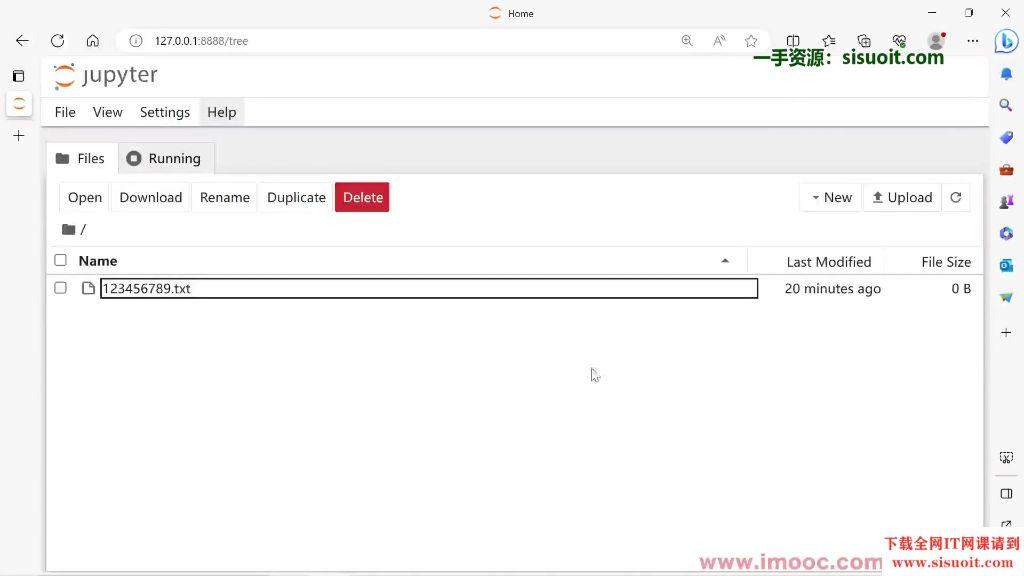 Home
127.0.0.1:8888/tree
一手资源：sisuoit.com
jupyter
File View Settings Help
Files Running
Open Download Rename Duplicate Delete New Upload
/
Name Last Modified File Size
123456789.txt 20 minutes ago 0 B
下载全网IT网课请到
www.imooc.com www.sisuoit.com